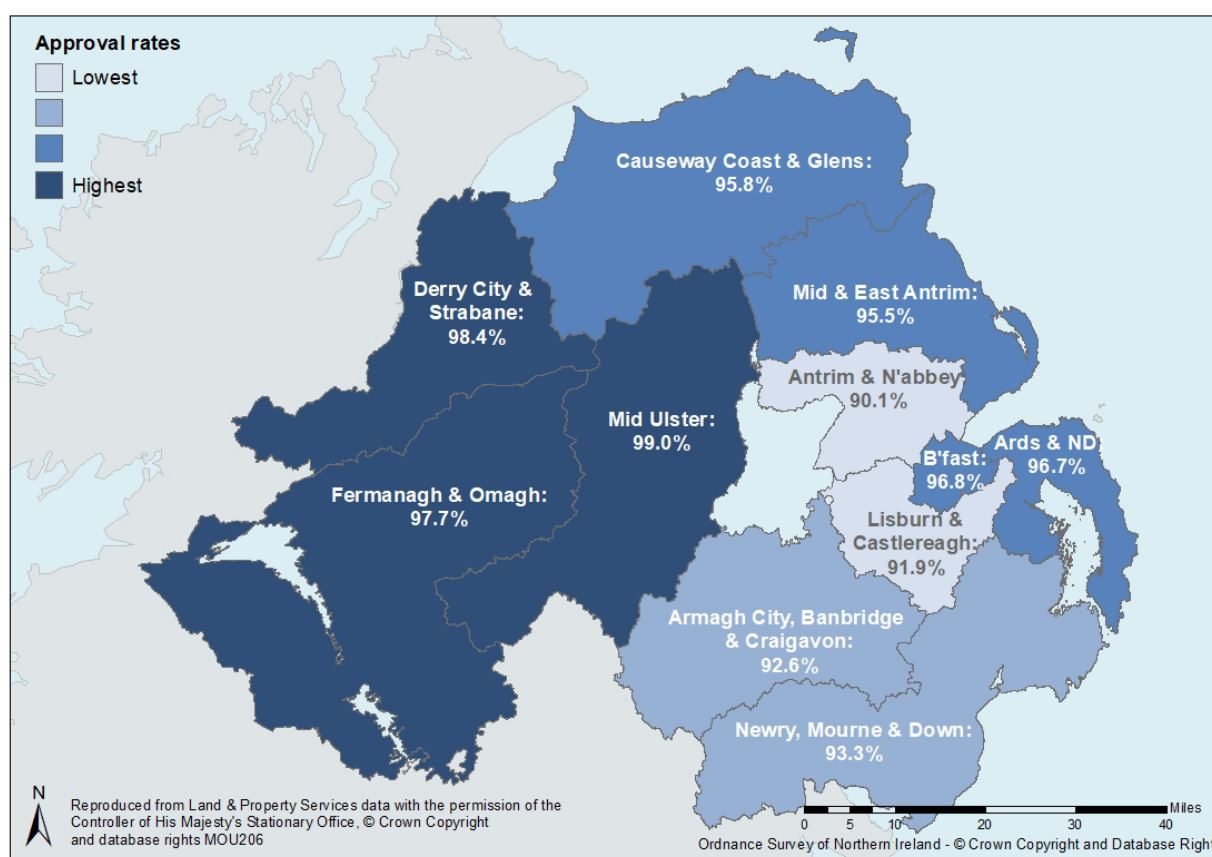 Approval rates
Lowest
Highest
Causeway Coast & Glens:
95.8%
Derry City &
Strabane:
98.4%
Mid & East Antrim:
95.5%
Antrim & N'abbey
90.1%
Mid Ulster:
99.0%
Ards & ND
96.7%
B'fast:
96.8%
Fermanagh & Omagh:
97.7%
Lisburn &
Castlereagh:
91.9%
Armagh City, Banbridge
& Craigavon:
92.6%
Newry, Mourne & Down:
93.3%
N
Reproduced from Land & Property Services data with the permission of the
Controller of His Majesty's Stationary Office, © Crown Copyright
and database rights MOU206
Miles
0 5 10 20 30 40
Ordnance Survey of Northern Ireland - © Crown Copyright and Database Right